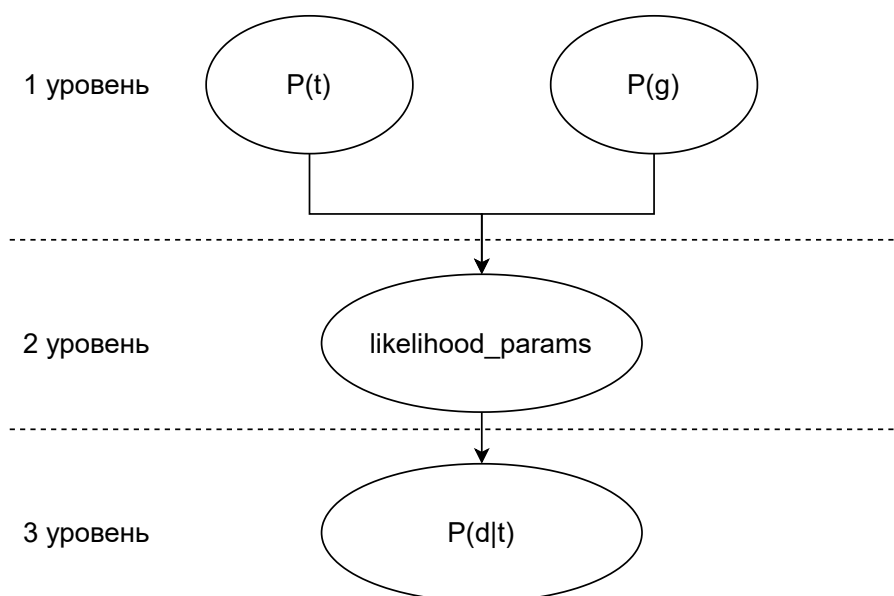 1 уровень
P(t)
P(g)
2 уровень
likelihood_params
3 уровень
P(d|t)